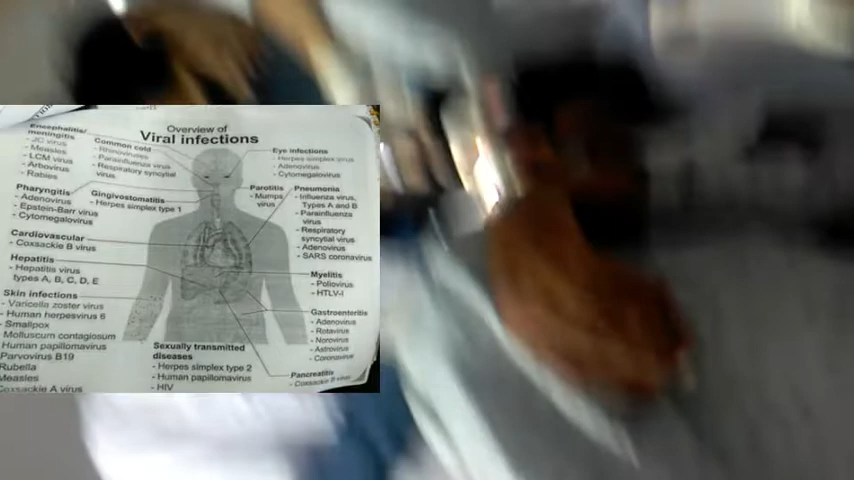 Overview of
Viral infections
Encephalitis/
meningitis
- JC virus
- Measles
- LCM virus
- Arbovirus
- Rabies
Common cold
- Rhinoviruses
- Parainfluenza virus
- Respiratory syncytial
virus
Eye infections
- Herpes simplex virus
- Adenovirus
- Cytomegalovirus
Pharyngitis
- Adenovirus
- Epstein-Barr virus
- Cytomegalovirus
Gingivostomatitis
- Herpes simplex type 1
Parotitis
- Mumps
virus
Pneumonia
- Influenza virus,
Types A and B
- Parainfluenza
virus
- Respiratory
syncytial virus
- Adenovirus
- SARS coronavirus
Cardiovascular
- Coxsackie B virus
Hepatitis
- Hepatitis virus
types A, B, C, D, E
Myelitis
- Poliovirus
- HTLV-I
Skin infections
- Varicella zoster virus
- Human herpesvirus 6
- Smallpox
- Molluscum contagiosum
Human papillomavirus
Parvovirus B19
Rubella
Measles
Coxsackie A virus
Gastroenteritis
- Adenovirus
- Rotavirus
- Norovirus
- Astrovirus
- Coronavirus
Sexually transmitted
diseases
- Herpes simplex type 2
- Human papillomavirus
- HIV
Pancreatitis
- Coxsackie B virus